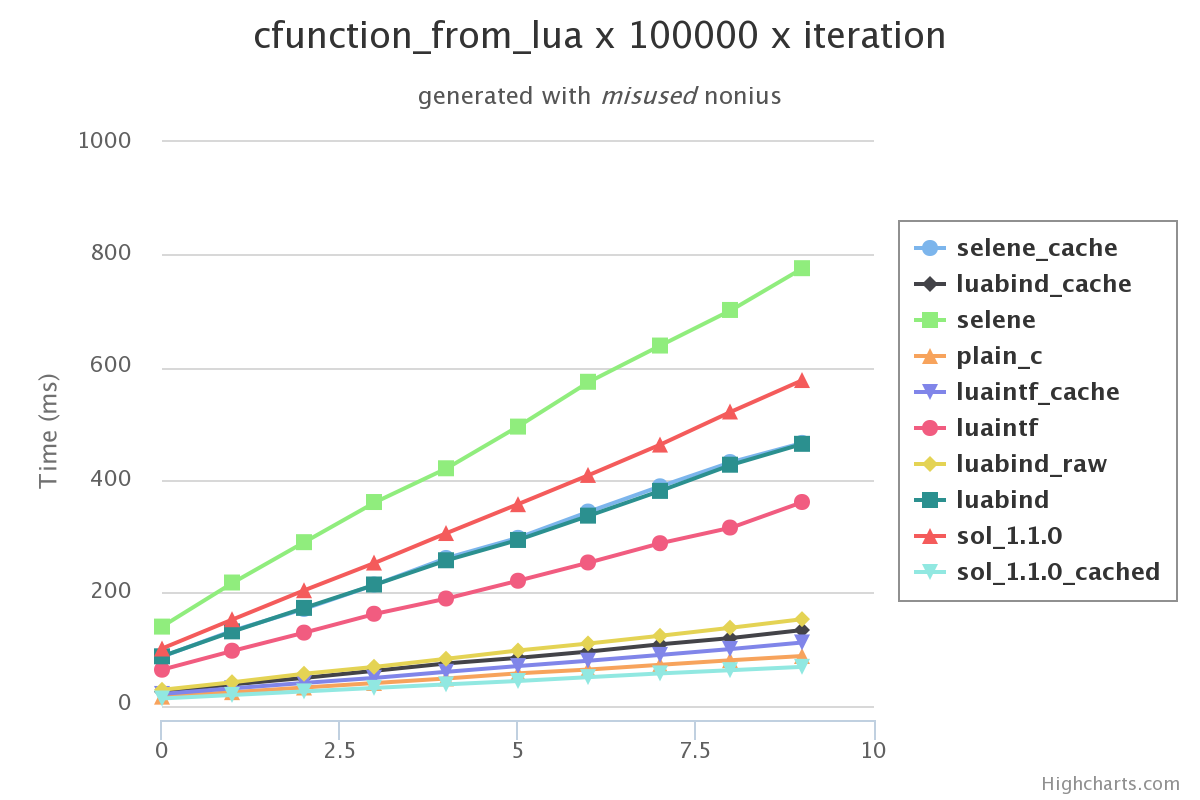 cfunction_from_lua x 100000 x iteration
generated with misused nonius
1000
800
600
400
200
0
Time (ms)
0 2.5 5 7.5 10
selene_cache
luabind_cache
selene
plain_c
luaintf_cache
luaintf
luabind_raw
luabind
sol_1.1.0
sol_1.1.0_cached
Highcharts.com